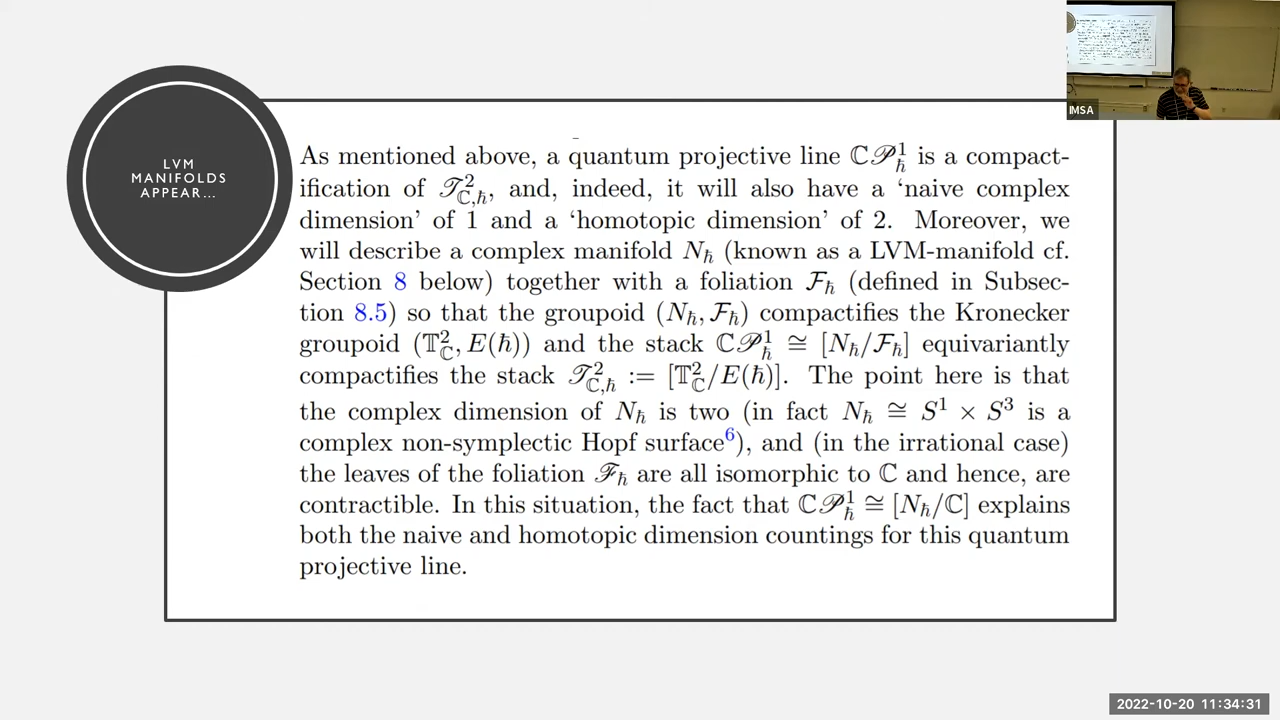 LVM
MANIFOLDS
APPEAR...
As mentioned above, a quantum projective line ℂ𝒫¹_ℏ is a compact-
ification of 𝒯²_{ℂ,ℏ}, and, indeed, it will also have a ‘naive complex
dimension’ of 1 and a ‘homotopic dimension’ of 2. Moreover, we
will describe a complex manifold N_ℏ (known as a LVM-manifold cf.
Section 8 below) together with a foliation ℱ_ℏ (defined in Subsec-
tion 8.5) so that the groupoid (N_ℏ, ℱ_ℏ) compactifies the Kronecker
groupoid (𝕋²_ℂ, E(ℏ)) and the stack ℂ𝒫¹_ℏ ≅ [N_ℏ/ℱ_ℏ] equivariantly
compactifies the stack 𝒯²_{ℂ,ℏ} := [𝕋²_ℂ/E(ℏ)]. The point here is that
the complex dimension of N_ℏ is two (in fact N_ℏ ≅ S¹ × S³ is a
complex non-symplectic Hopf surface⁶), and (in the irrational case)
the leaves of the foliation ℱ_ℏ are all isomorphic to ℂ and hence, are
contractible. In this situation, the fact that ℂ𝒫¹_ℏ ≅ [N_ℏ/ℂ] explains
both the naive and homotopic dimension countings for this quantum
projective line.
IMSA
2022-10-20 11:34:31